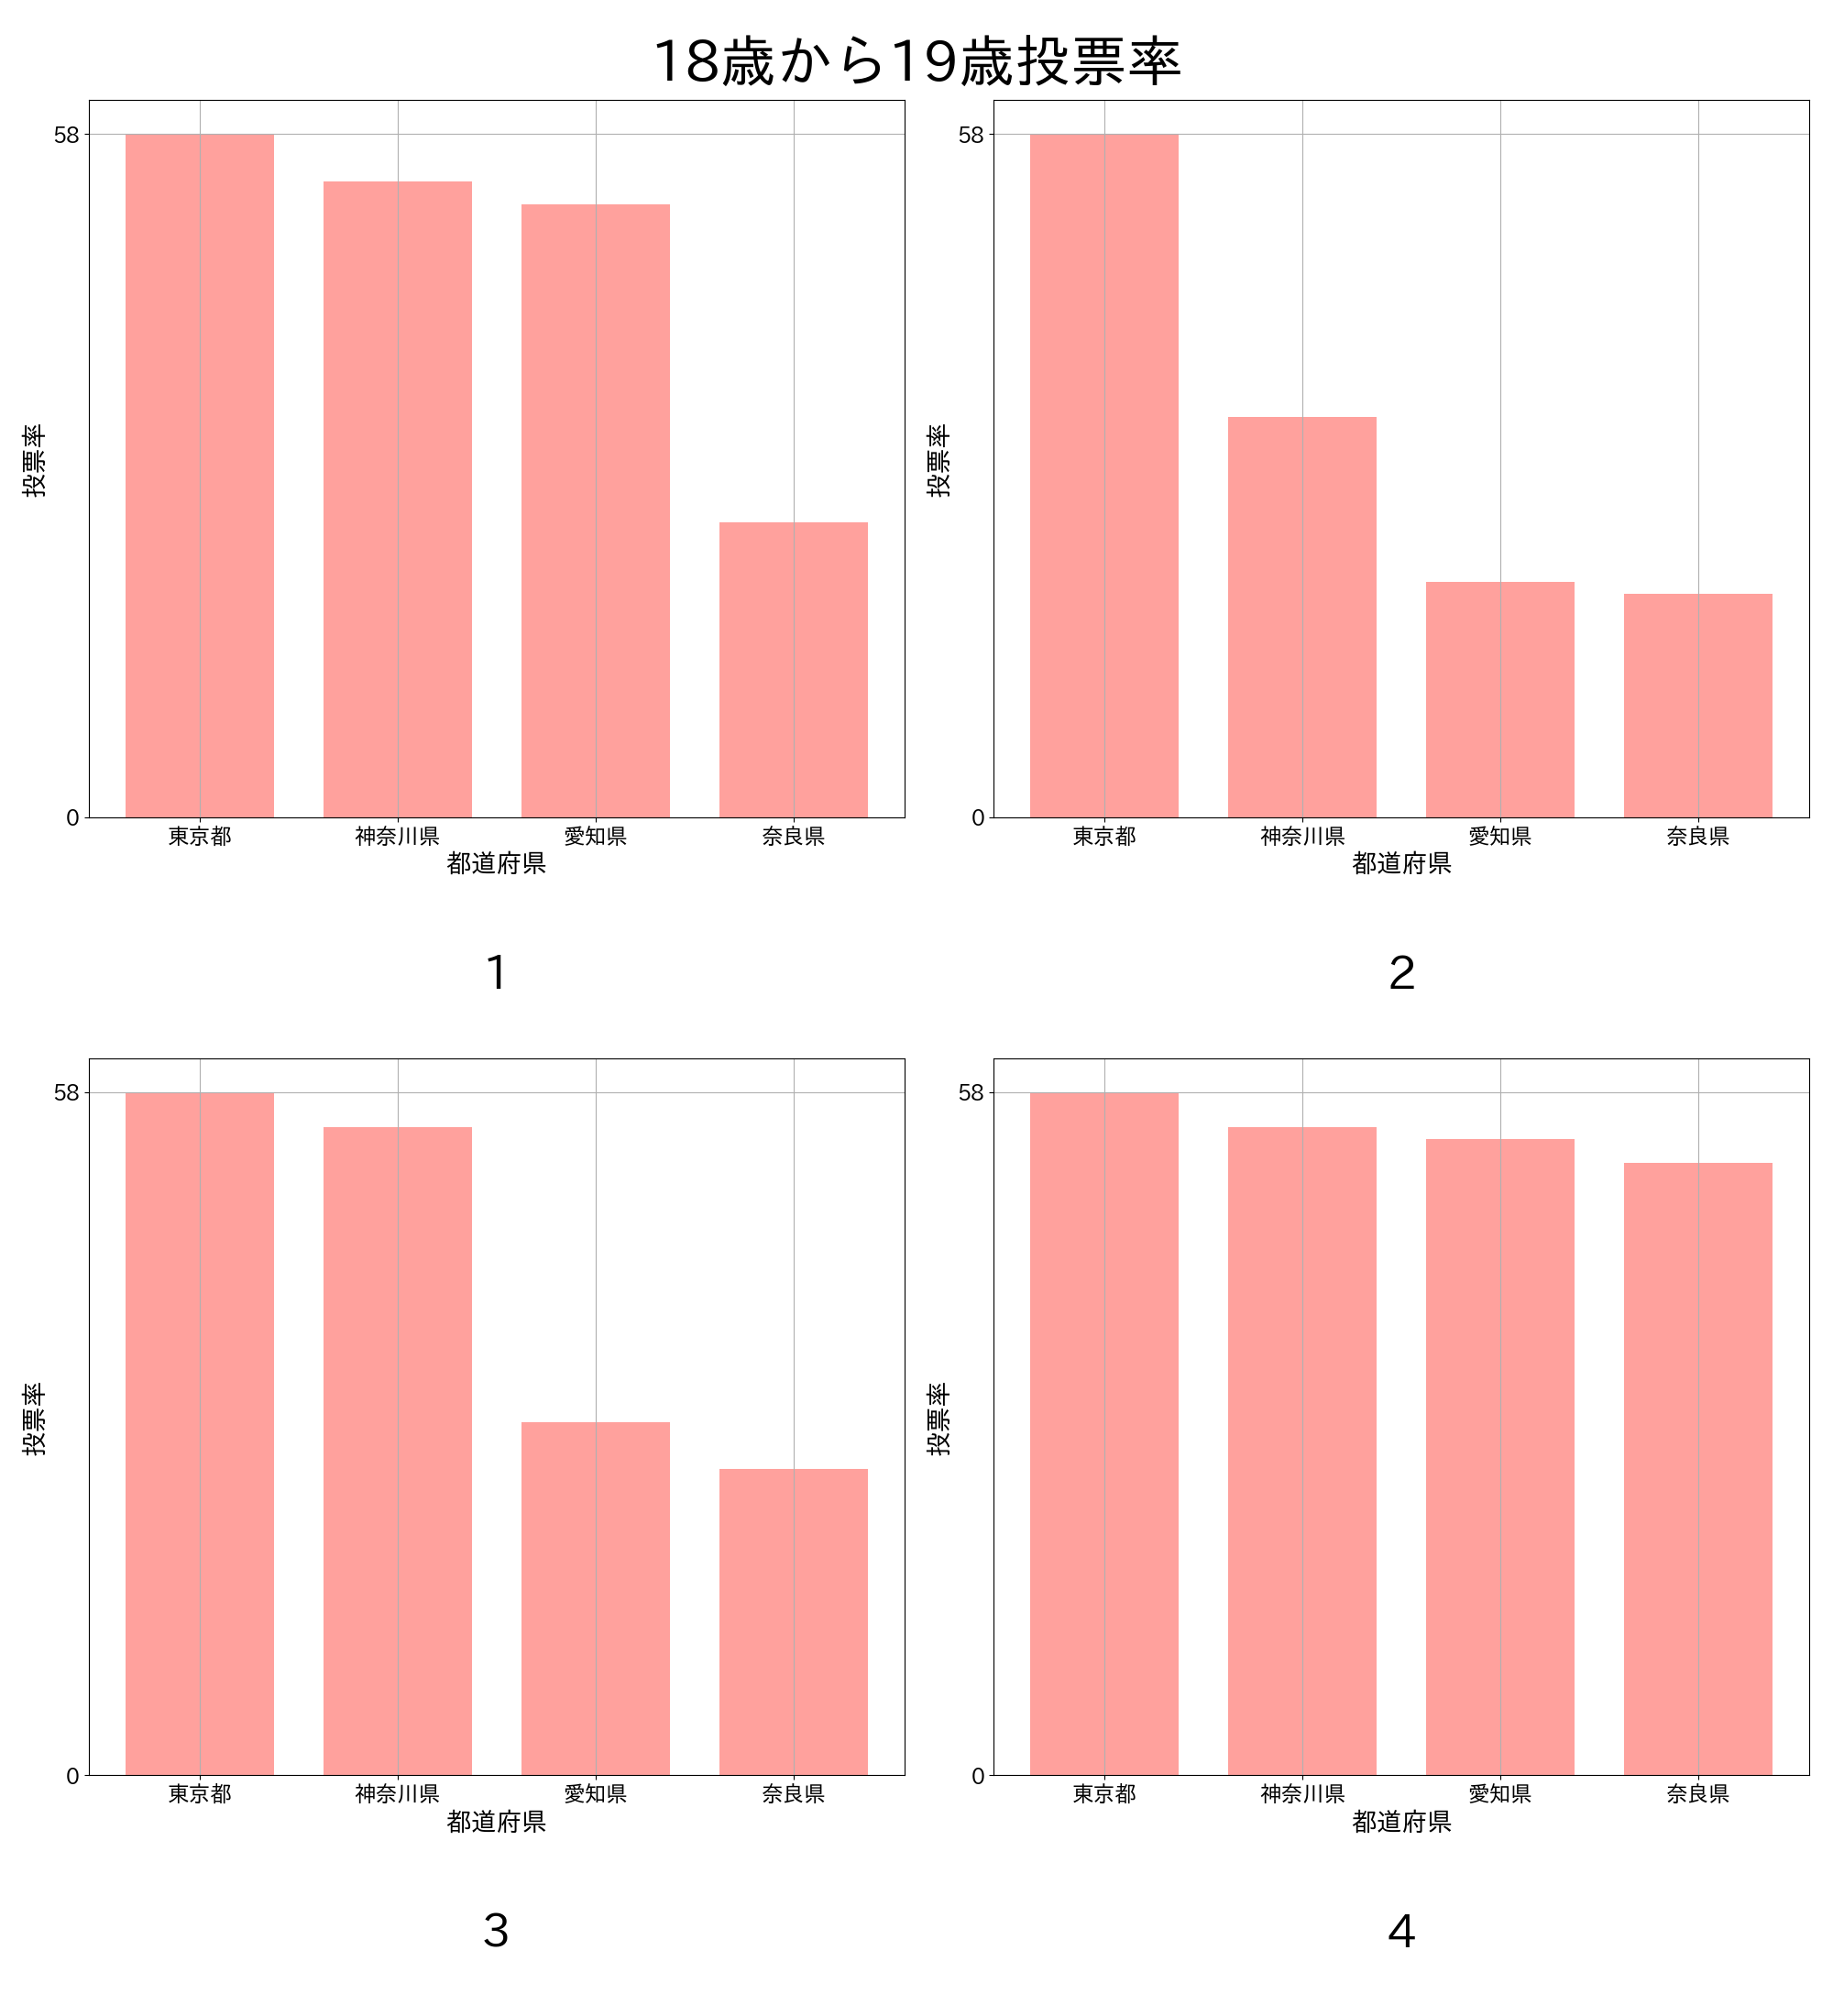 18歳から19歳投票率
58
0
投票率
東京都 神奈川県 愛知県 奈良県
都道府県
1
58
0
投票率
東京都 神奈川県 愛知県 奈良県
都道府県
2
58
0
投票率
東京都 神奈川県 愛知県 奈良県
都道府県
3
58
0
投票率
東京都 神奈川県 愛知県 奈良県
都道府県
4